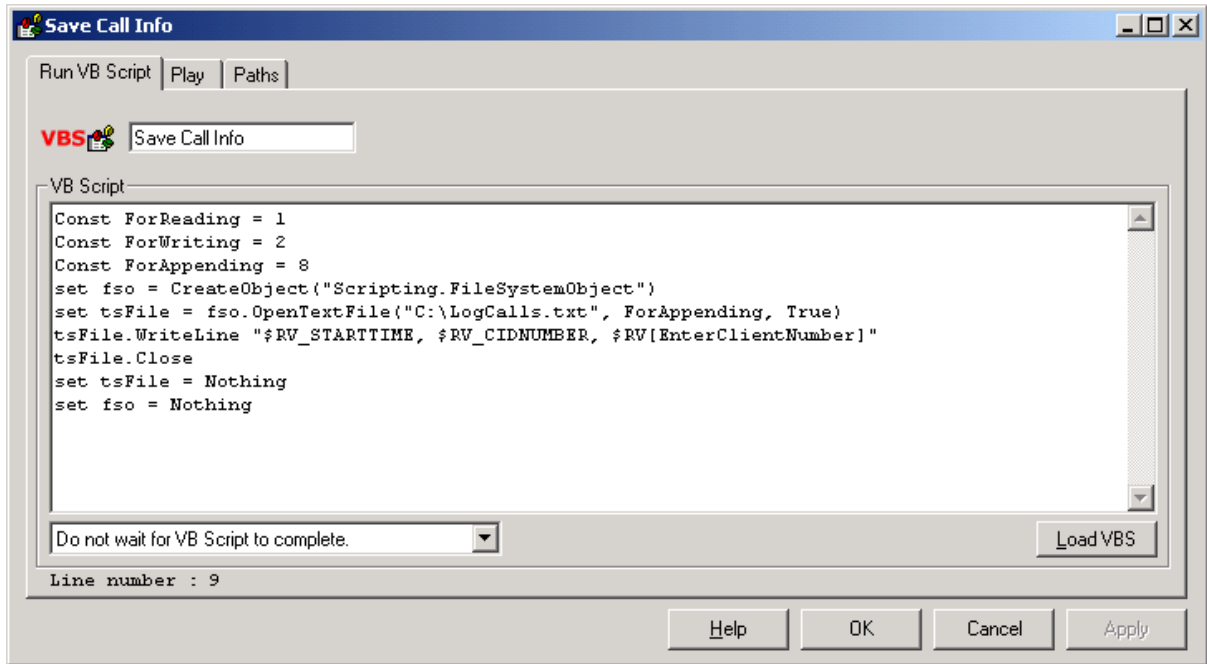 Save Call Info
Run VB Script Play Paths
VBS Save Call Info
VB Script
Const ForReading = 1
Const ForWriting = 2
Const ForAppending = 8
set fso = CreateObject("Scripting.FileSystemObject")
set tsFile = fso.OpenTextFile("C:\LogCalls.txt", ForAppending, True)
tsFile.WriteLine "$RV_STARTTIME, $RV_CIDNUMBER, $RV[EnterClientNumber]"
tsFile.Close
set tsFile = Nothing
set fso = Nothing
Do not wait for VB Script to complete. Load VBS
Line number : 9
Help OK Cancel Apply